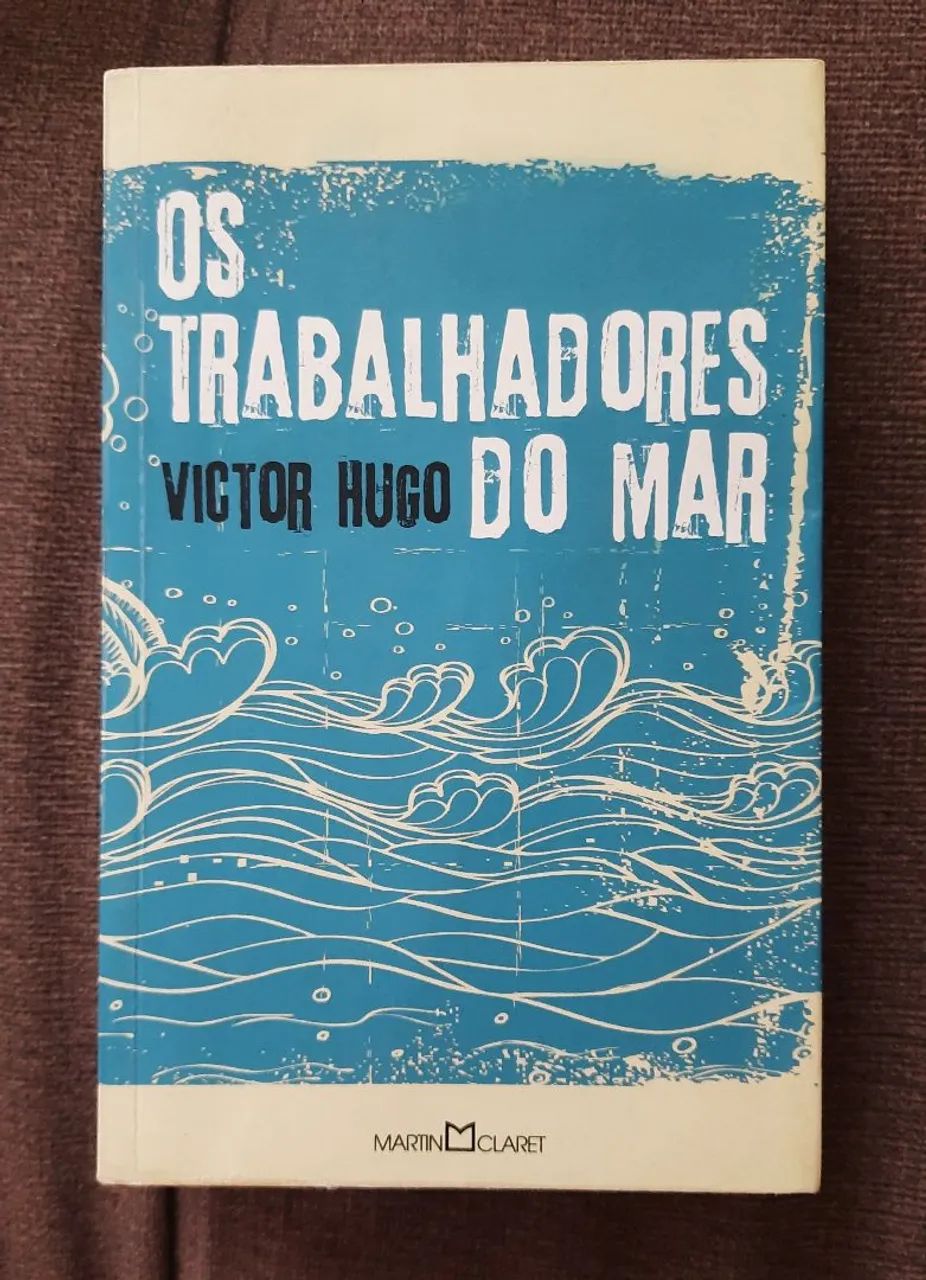 OS
TRABALHADORES
VICTOR HUGO DO MAR
MARTIN CLARET